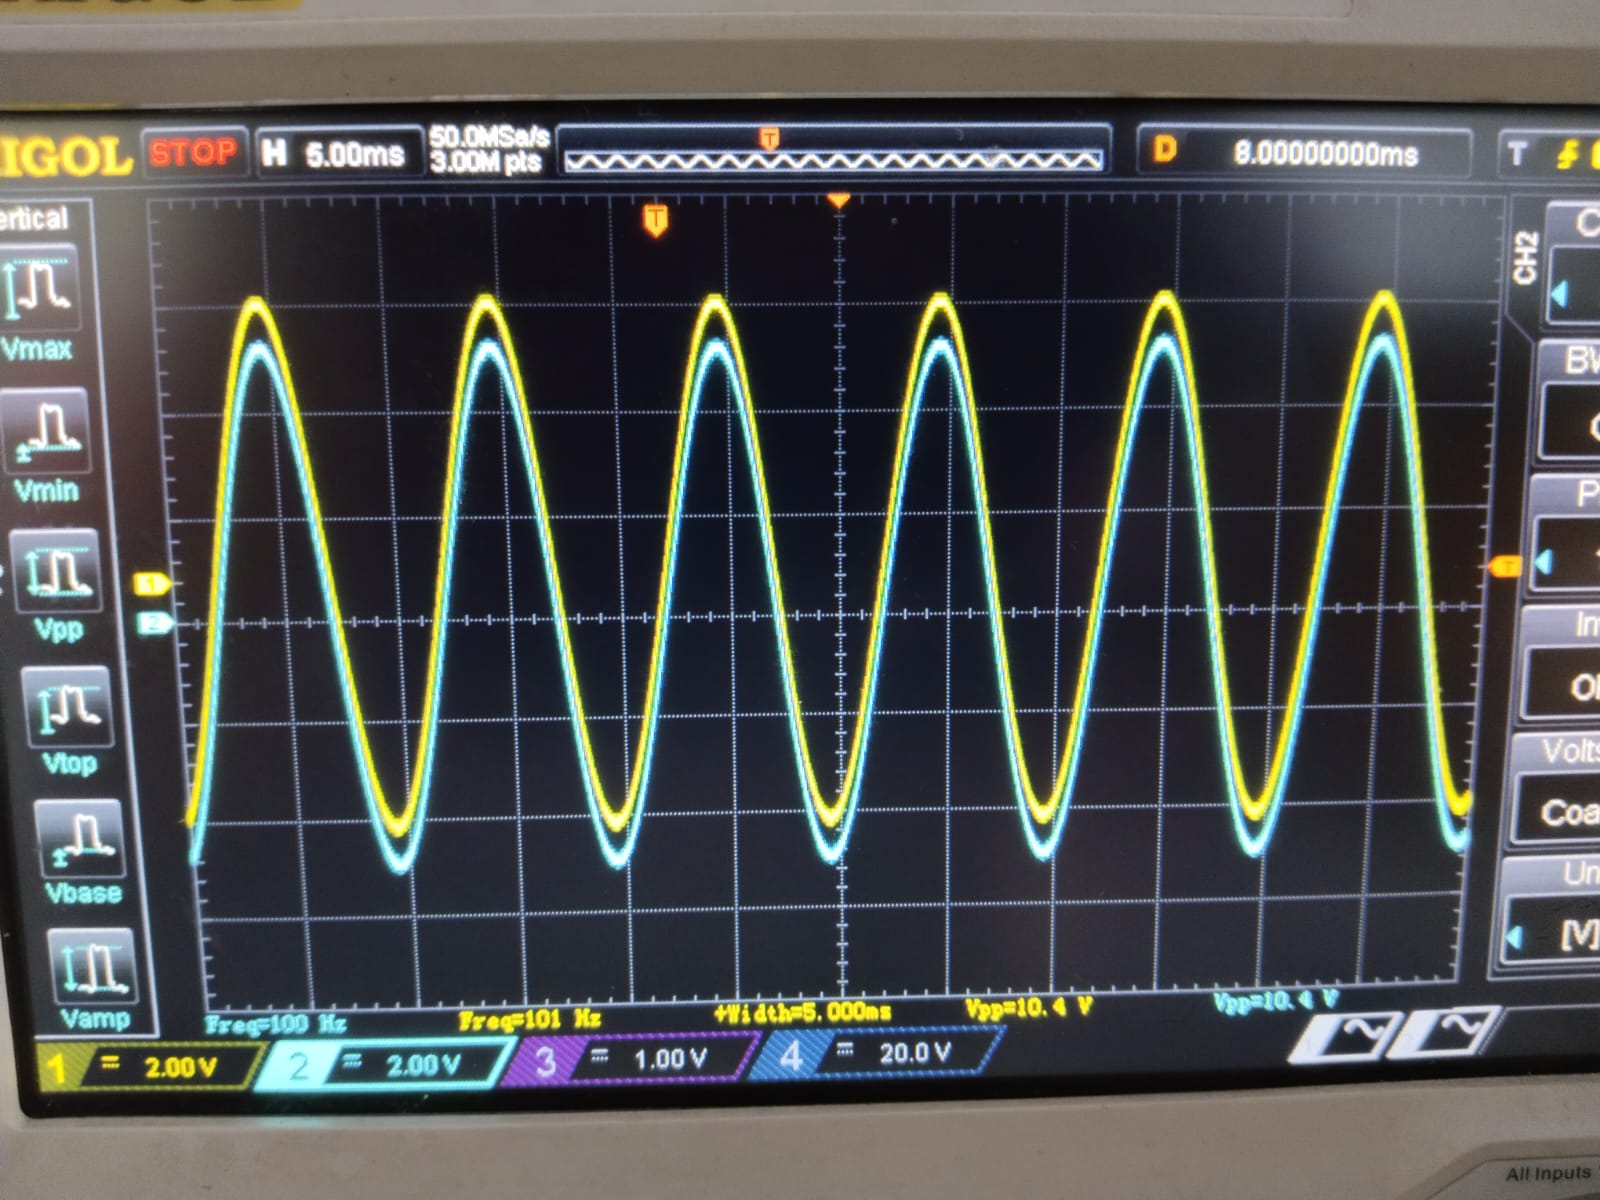 IGOL STOP H 5.00ms 50.0MSa/s D 8.00000000ms T
3.00M pts
T
T
ertical
CH2
Vmax
BW
Vmin
P
1
T
2
Vpp
In
Vtop
Volts
Coa
Vbase
Un
[V]
Vamp
Freq=100 Hz Freq=101 Hz +Width=5.000ms Vpp=10.4 V Vpp=10.4 V
1 = 2.00 V 2 = 2.00 V 3 = 1.00 V 4 = 20.0 V
All Inputs